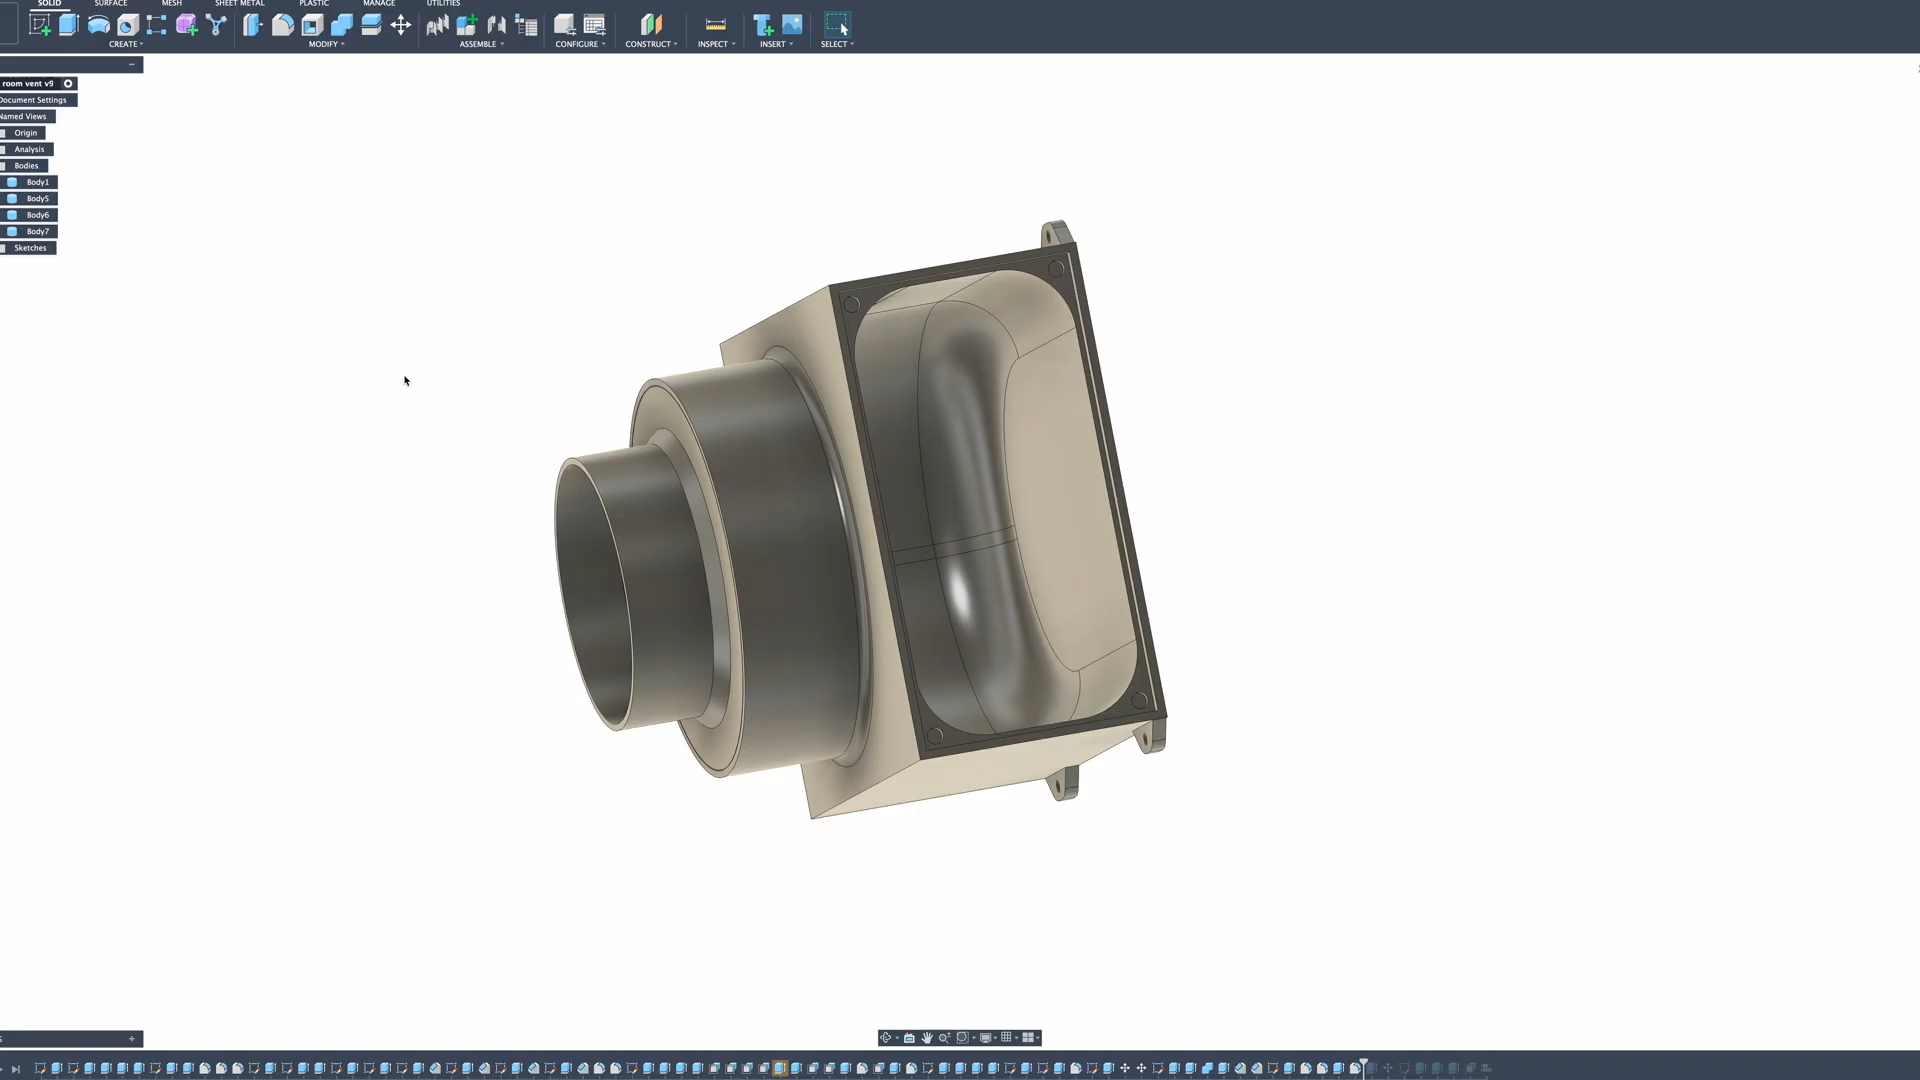 SOLID SURFACE MESH SHEET METAL PLASTIC MANAGE UTILITIES
CREATE MODIFY ASSEMBLE CONFIGURE CONSTRUCT INSPECT INSERT SELECT
room vent v9
Document Settings
Named Views
Origin
Analysis
Bodies
Body1
Body5
Body6
Body7
Sketches